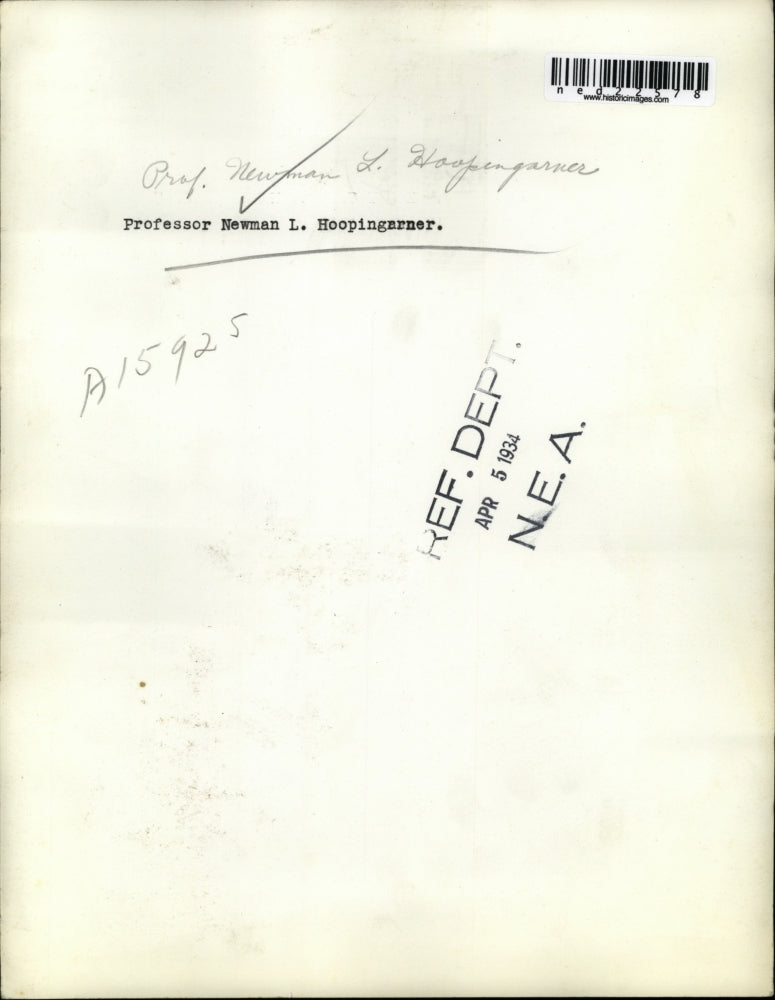 ned22578
www.historicimages.com
Prof. Newman L. Hoopingarner
Professor Newman L. Hoopingarner.
A15925
REF. DEPT.
APR 5 1934
N.E.A.